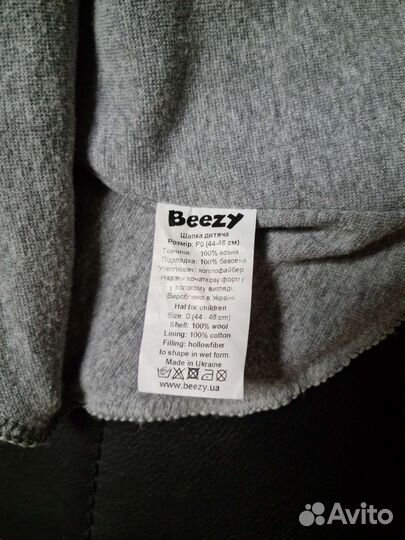 Beezy
Шапка дитяча
Розмір: Р0 (44-46 см)
Тканина: 100% вовна
Підкладка: 100% бавовна
Утеплювач: холлофайбер
Надати початкову форму
у вологому вигляді.
Вироблено в Україні
Hat for children
Size: 0 (44 - 46 cm)
Shell: 100% wool
Lining: 100% cotton
Filling: hollowfiber
to shape in wet form.
Made in Ukraine
www.beezy.ua
Avito